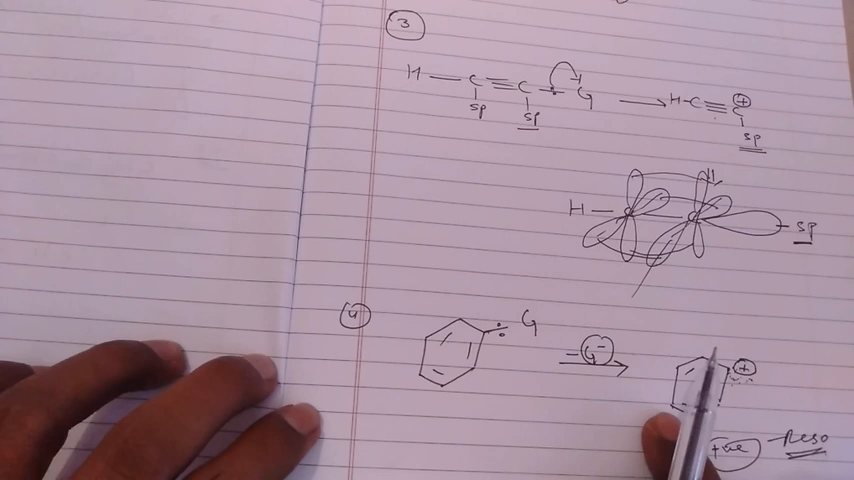 3
H — C ≡ C — G → H-C ≡ C ⊕
sp sp sp
H
H — C — C — sp
4
G
-G⁻
⊕
+ve - Reso